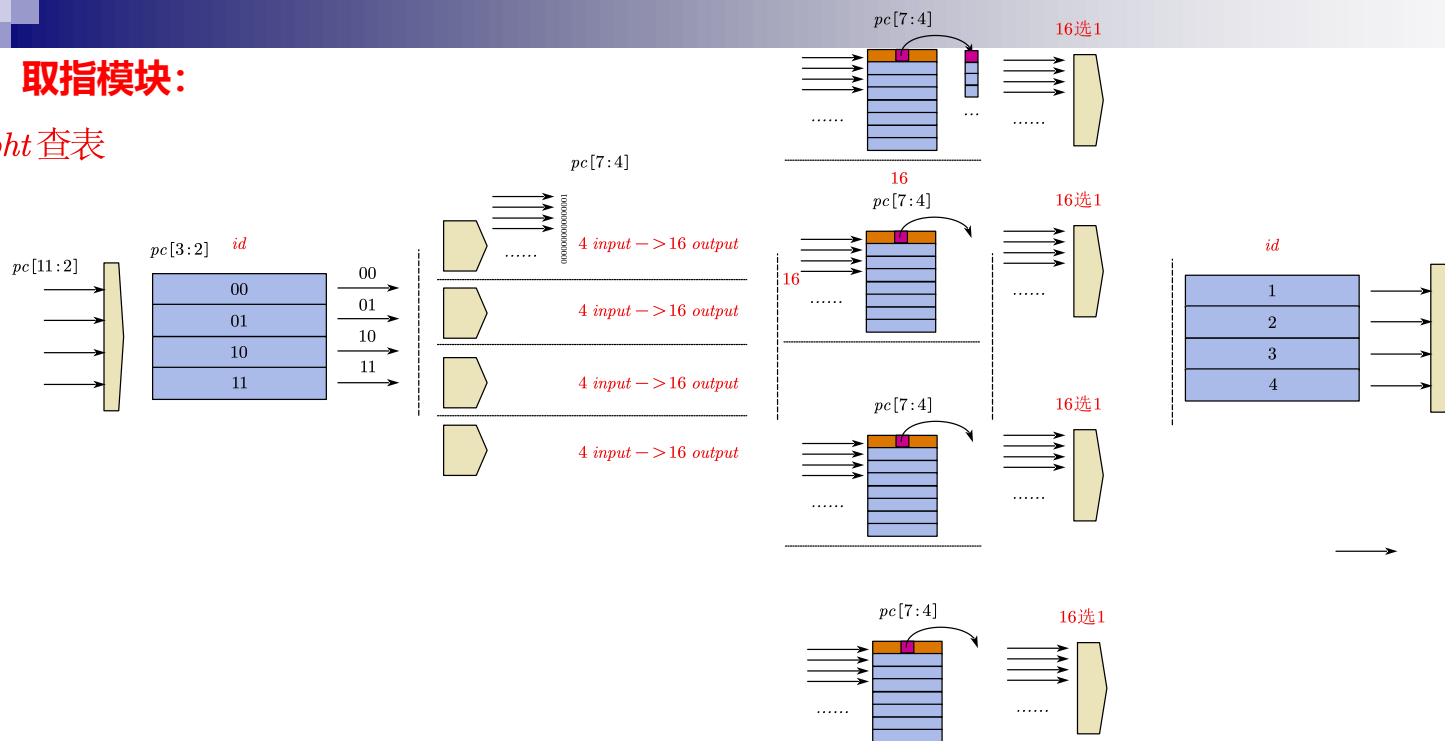 取指模块：
ht 查表
pc[11:2]
pc[3:2] id
00
01
10
11
00
01
10
11
pc[7:4]
......
4 input->16 output
4 input->16 output
4 input->16 output
4 input->16 output
pc[7:4]
......
...
16
16
pc[7:4]
......
pc[7:4]
......
pc[7:4]
......
16选1
......
16选1
......
16选1
......
16选1
......
id
1
2
3
4